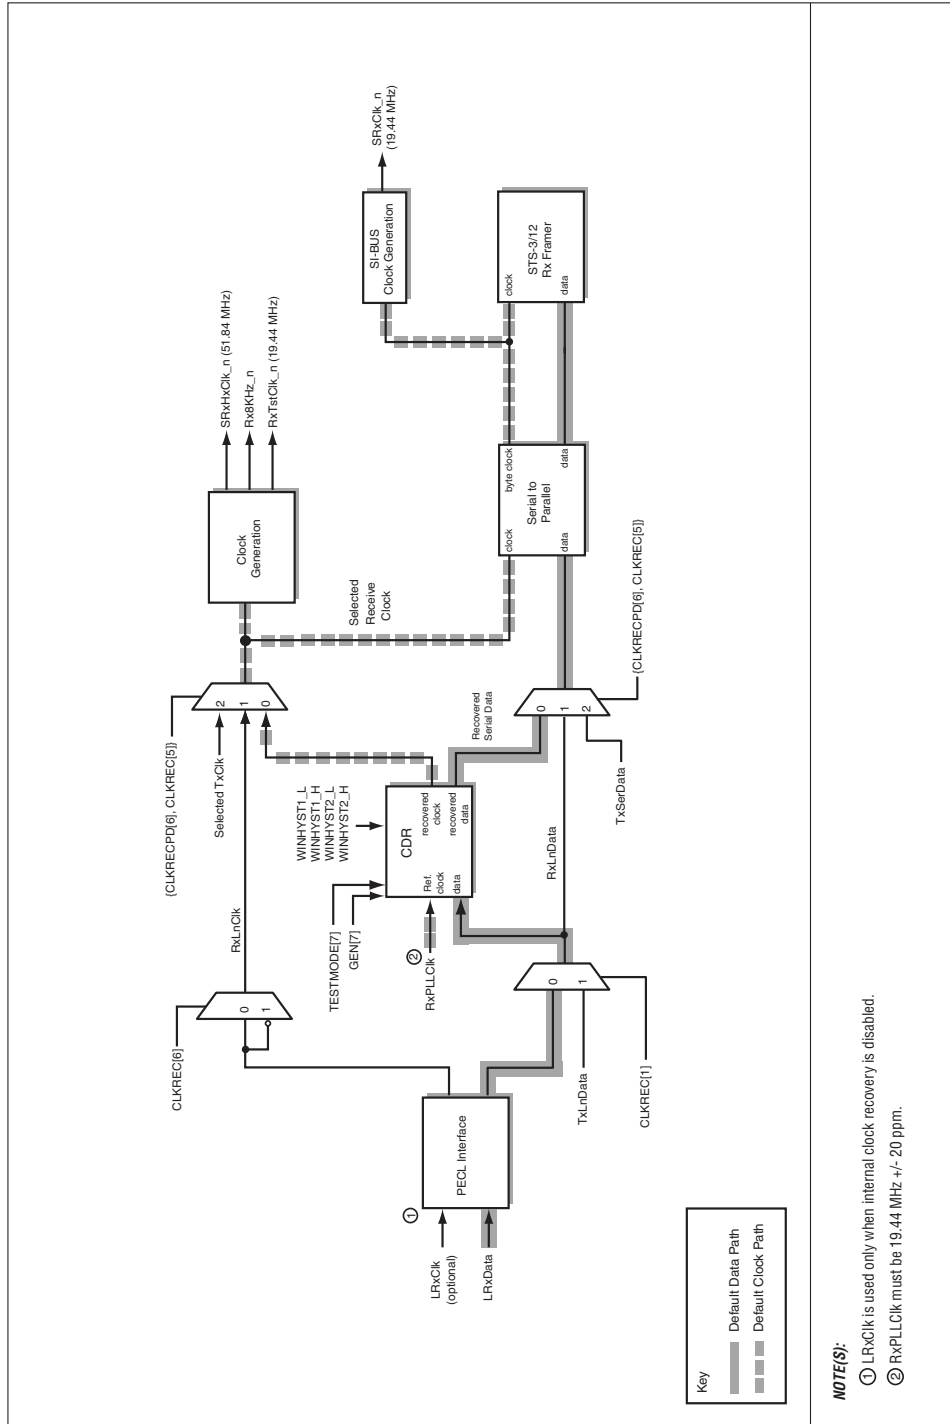 LRxClk
(optional)
LRxData
1
PECL Interface
CLKREC[6]
0
1
RxLnClk
TxLnData
CLKREC[1]
0
1
TESTMODE[7]
GEN[7]
2
RxPLLClk
WINHYST1_L
WINHYST1_H
WINHYST2_L
WINHYST2_H
CDR
Ref.
clock
data
recovered
clock
recovered
data
RxLnData
{CLKRECPD[6], CLKREC[5]}
Selected TxClk
2
1
0
Recovered
Serial Data
0
1
2
TxSerData
{CLKRECPD[6], CLKREC[5]}
Selected
Receive
Clock
Clock
Generation
SRxHxClk_n (51.84 MHz)
Rx8KHz_n
RxTstClk_n (19.44 MHz)
Serial to
Parallel
clock
data
byte clock
data
SI-BUS
Clock Generation
SRxClk_n
(19.44 MHz)
STS-3/12
Rx Framer
clock
data
Key
Default Data Path
Default Clock Path
NOTE(S):
1 LRxClk is used only when internal clock recovery is disabled.
2 RxPLLClk must be 19.44 MHz +/- 20 ppm.